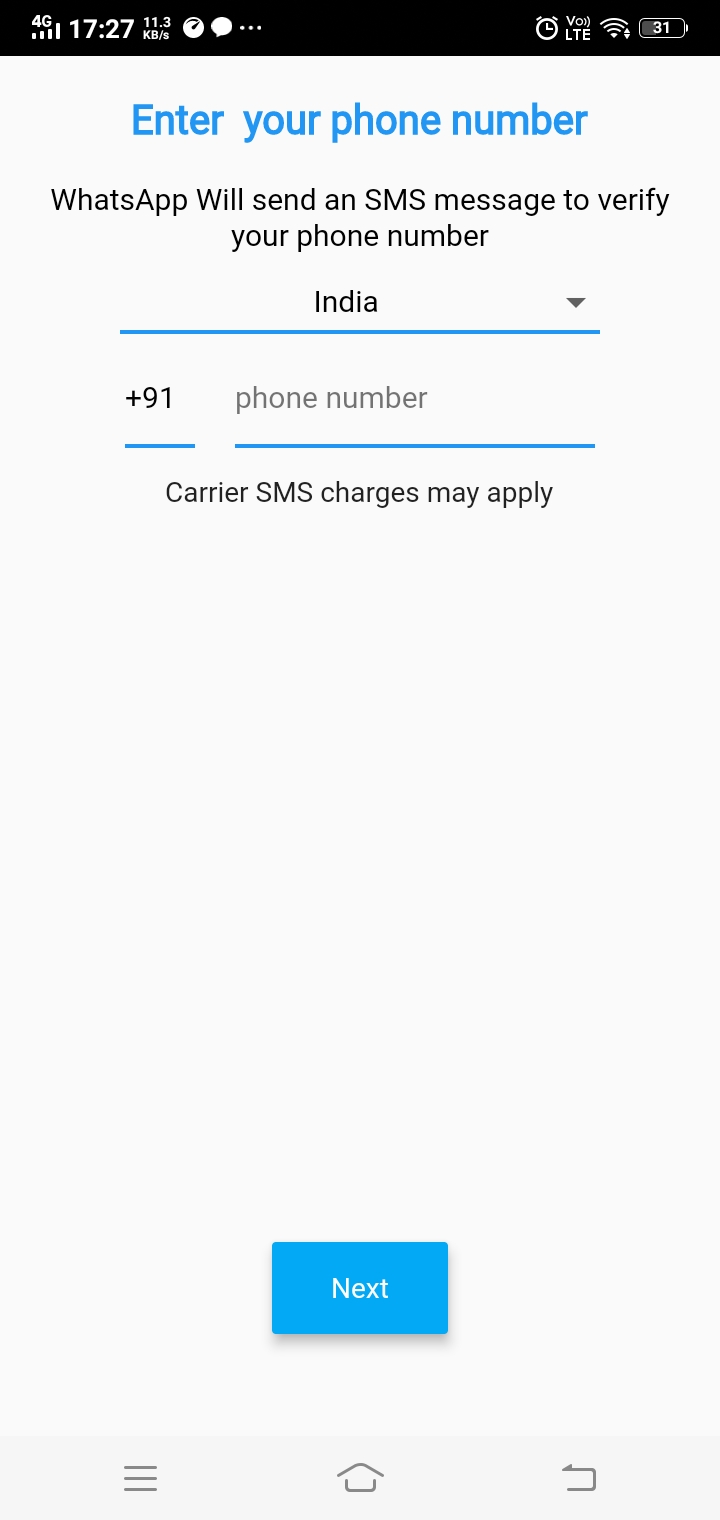 4G 17:27 11.3 KB/s ... Vo)) LTE 31
Enter  your phone number
WhatsApp Will send an SMS message to verify
your phone number
India
+91 phone number
Carrier SMS charges may apply
Next